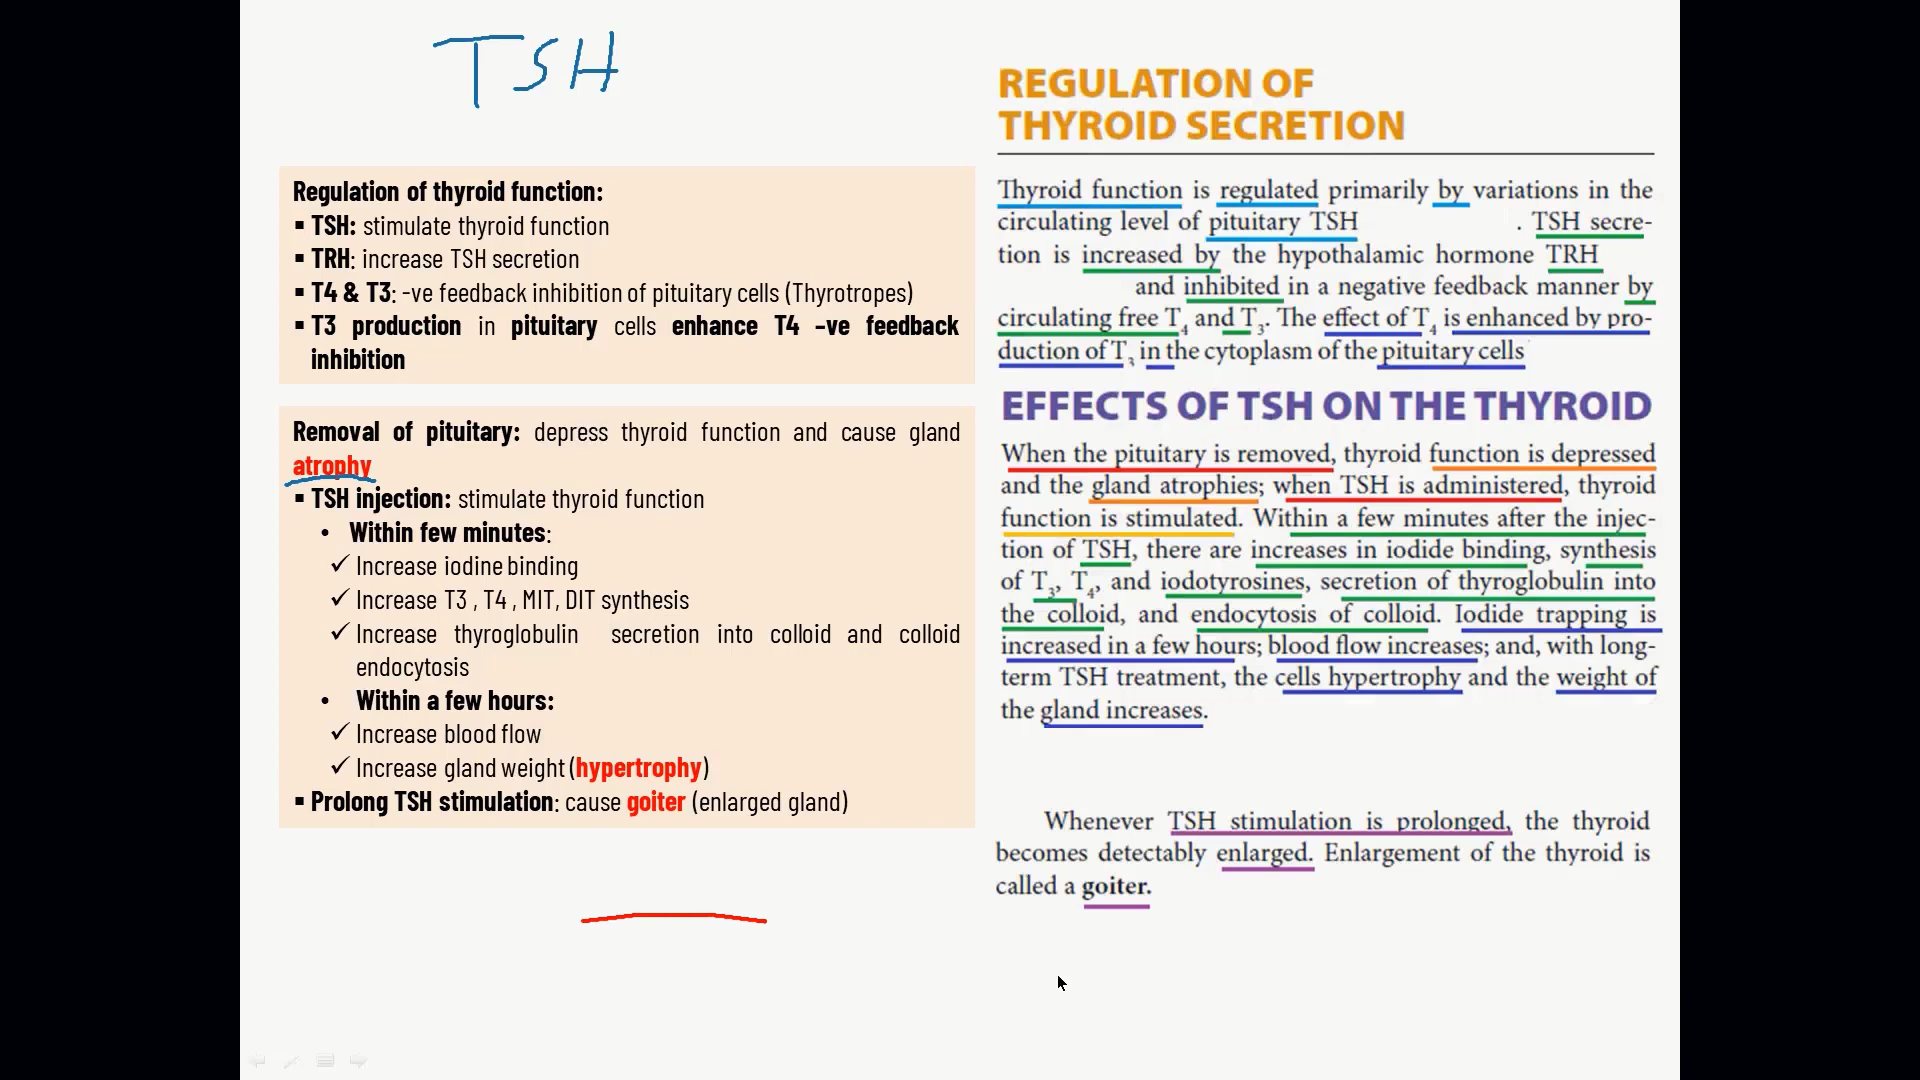 TSH
Regulation of thyroid function:
▪ TSH: stimulate thyroid function
▪ TRH: increase TSH secretion
▪ T4 & T3: -ve feedback inhibition of pituitary cells (Thyrotropes)
▪ T3 production in pituitary cells enhance T4 –ve feedback
inhibition
Removal of pituitary: depress thyroid function and cause gland
atrophy
▪ TSH injection: stimulate thyroid function
• Within few minutes:
✓ Increase iodine binding
✓ Increase T3 , T4 , MIT, DIT synthesis
✓ Increase thyroglobulin secretion into colloid and colloid
endocytosis
• Within a few hours:
✓ Increase blood flow
✓ Increase gland weight (hypertrophy)
▪ Prolong TSH stimulation: cause goiter (enlarged gland)
REGULATION OF
THYROID SECRETION
Thyroid function is regulated primarily by variations in the
circulating level of pituitary TSH . TSH secre-
tion is increased by the hypothalamic hormone TRH
and inhibited in a negative feedback manner by
circulating free T₄ and T₃. The effect of T₄ is enhanced by pro-
duction of T₃ in the cytoplasm of the pituitary cells
EFFECTS OF TSH ON THE THYROID
When the pituitary is removed, thyroid function is depressed
and the gland atrophies; when TSH is administered, thyroid
function is stimulated. Within a few minutes after the injec-
tion of TSH, there are increases in iodide binding, synthesis
of T₃, T₄, and iodotyrosines, secretion of thyroglobulin into
the colloid, and endocytosis of colloid. Iodide trapping is
increased in a few hours; blood flow increases; and, with long-
term TSH treatment, the cells hypertrophy and the weight of
the gland increases.
Whenever TSH stimulation is prolonged, the thyroid
becomes detectably enlarged. Enlargement of the thyroid is
called a goiter.